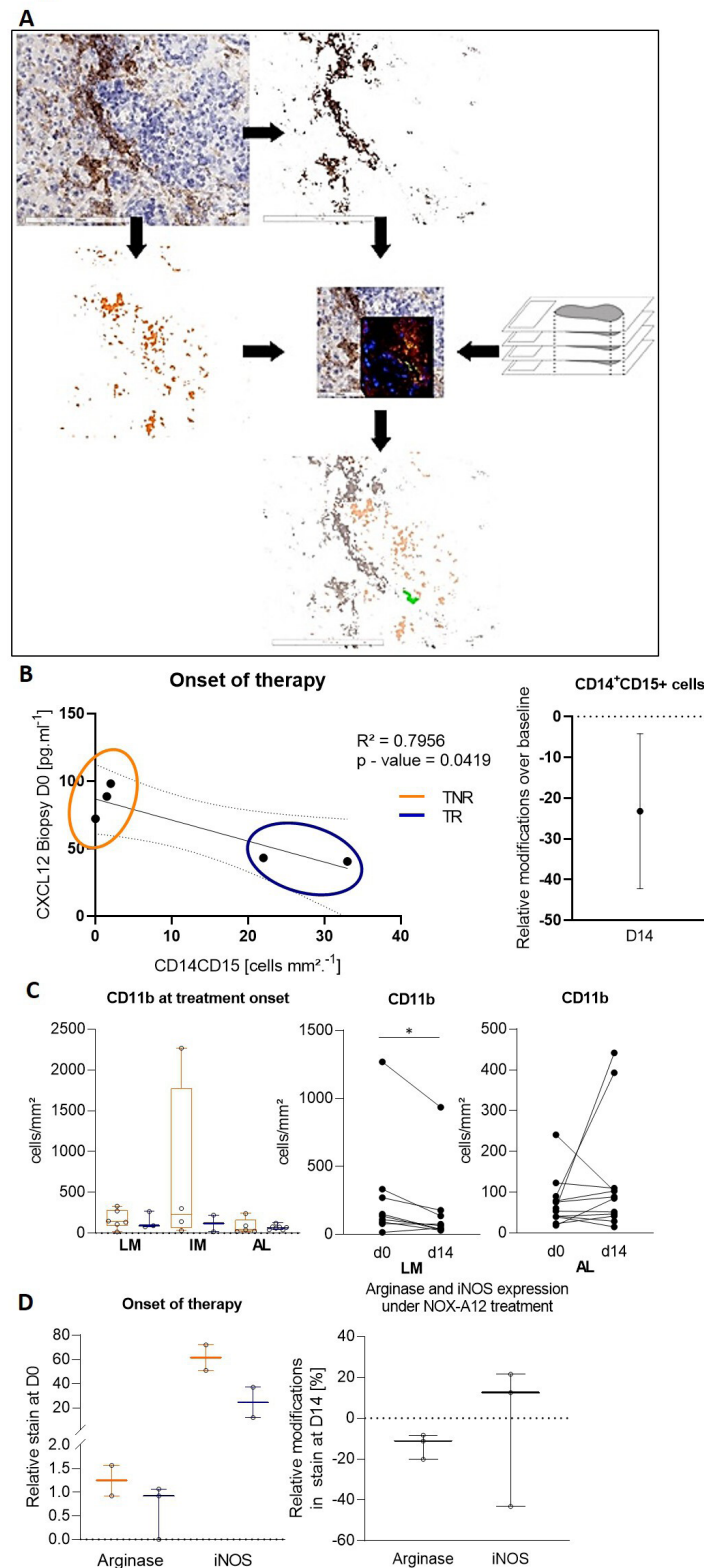 A
B
Onset of therapy
CXCL12 Biopsy D0 [pg.ml⁻¹]
150
100
50
0
0
10
20
30
40
CD14CD15 [cells mm².⁻¹]
R² = 0.7956
p - value = 0.0419
TNR
TR
CD14⁺CD15+ cells
Relative modifications over baseline
0
-10
-20
-30
-40
-50
D14
C
CD11b at treatment onset
cells/mm²
2500
2000
1500
1000
500
0
LM
IM
AL
CD11b
cells/mm²
1500
1000
500
0
*
d0
d14
LM
CD11b
cells/mm²
500
400
300
200
100
0
d0
d14
AL
D
Onset of therapy
Relative stain at D0
80
60
40
20
2.0
1.5
1.0
0.5
0.0
Arginase
iNOS
Arginase and iNOS expression
under NOX-A12 treatment
Relative modifications
in stain at D14 [%]
40
20
0
-20
-40
-60
Arginase
iNOS